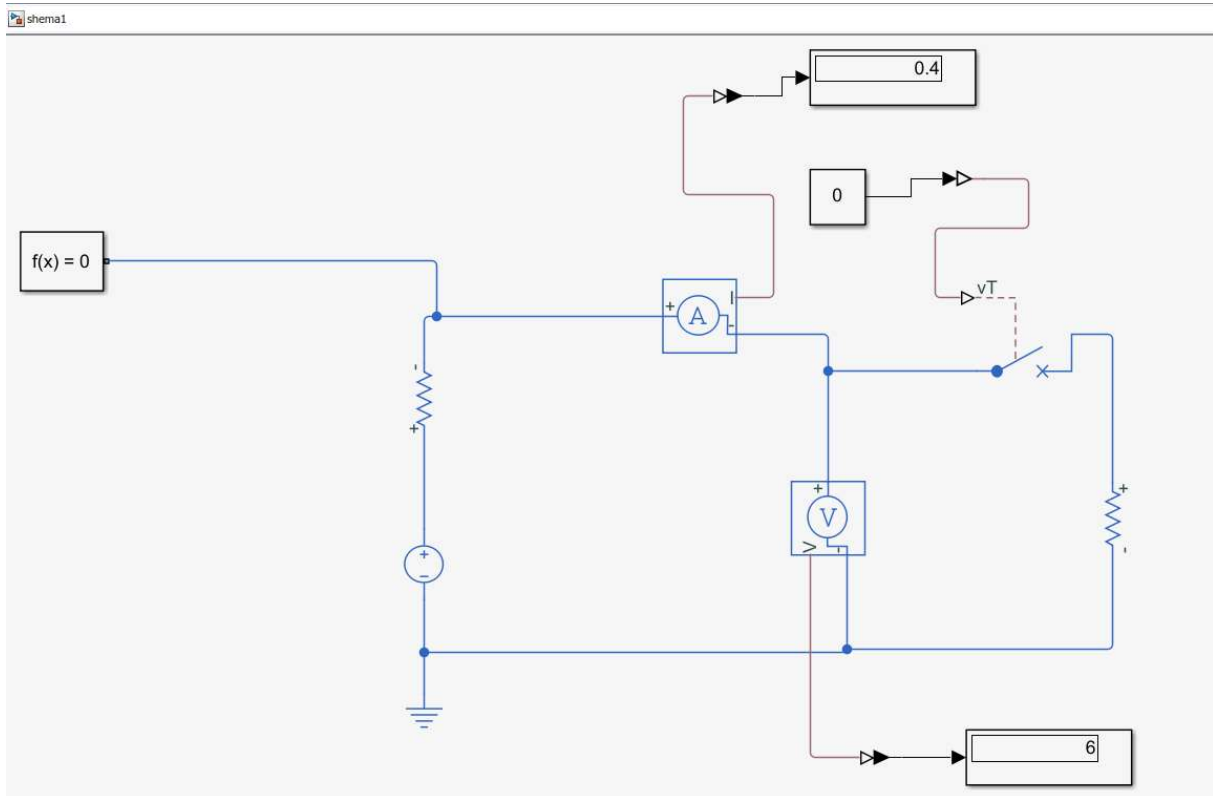 shema1
0.4
0
f(x) = 0
+
A
I
-
vT
-
+
+
V
V
-
+
-
+
−
6